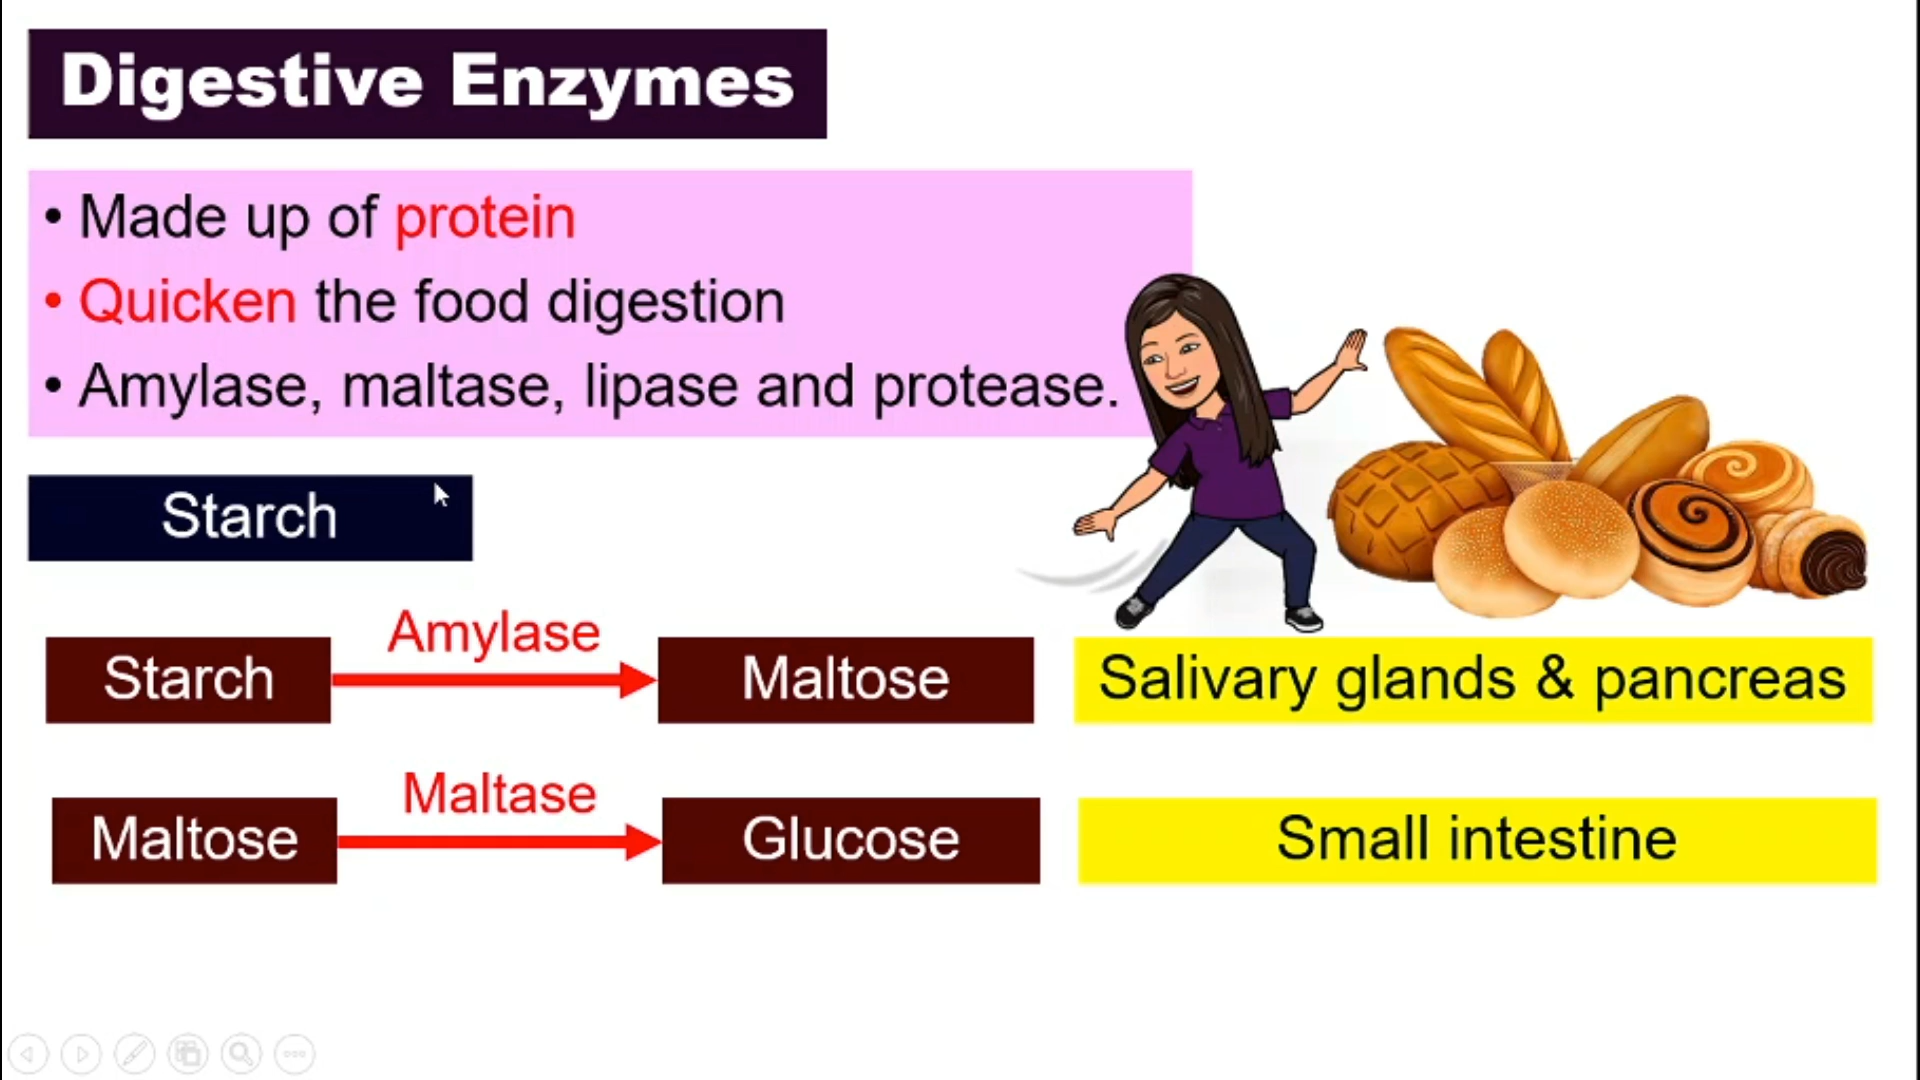 Digestive Enzymes
• Made up of protein
• Quicken the food digestion
• Amylase, maltase, lipase and protease.
Starch
Amylase
Starch Maltose Salivary glands & pancreas
Maltase
Maltose Glucose Small intestine